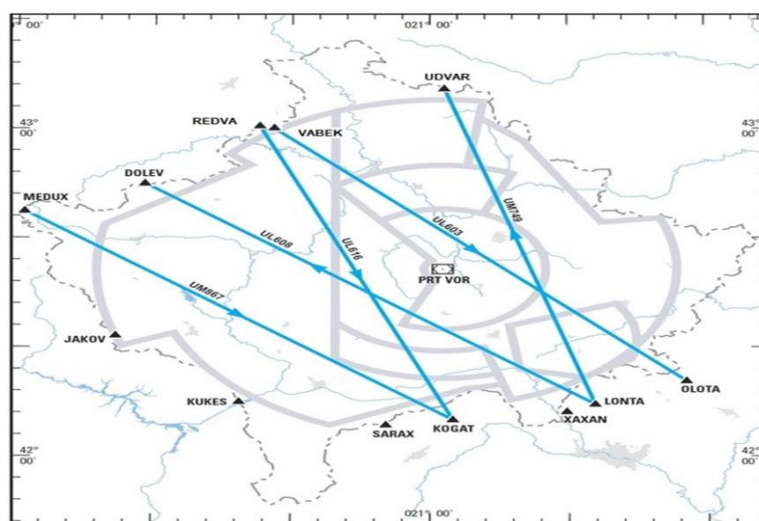 021° 00'
UDVAR
REDVA
VABEK
43°
00'
43°
00'
DOLEV
MEDUX
UM749
UL603
UL608
UL616
PRT VOR
UM867
JAKOV
OLOTA
KUKES
LONTA
XAXAN
SARAX
KOGAT
42°
00'
42°
00'
021° 00'